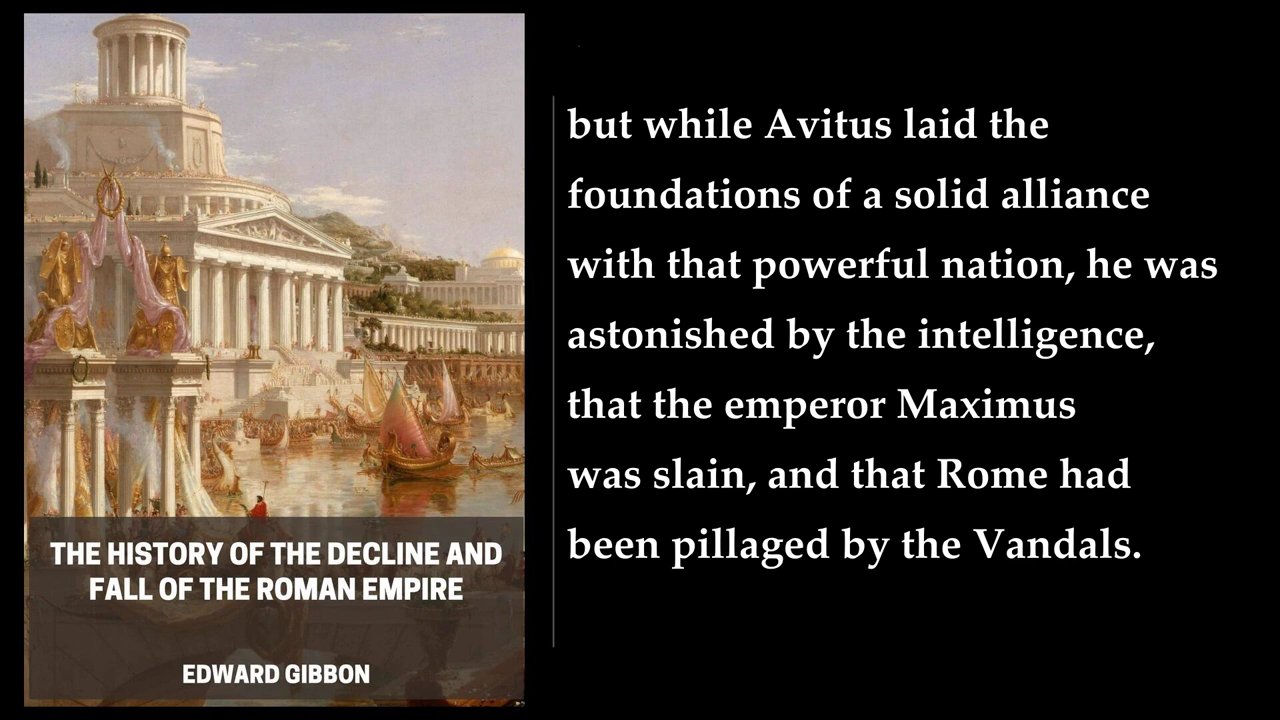 THE HISTORY OF THE DECLINE AND
FALL OF THE ROMAN EMPIRE
EDWARD GIBBON
but while Avitus laid the
foundations of a solid alliance
with that powerful nation, he was
astonished by the intelligence,
that the emperor Maximus
was slain, and that Rome had
been pillaged by the Vandals.